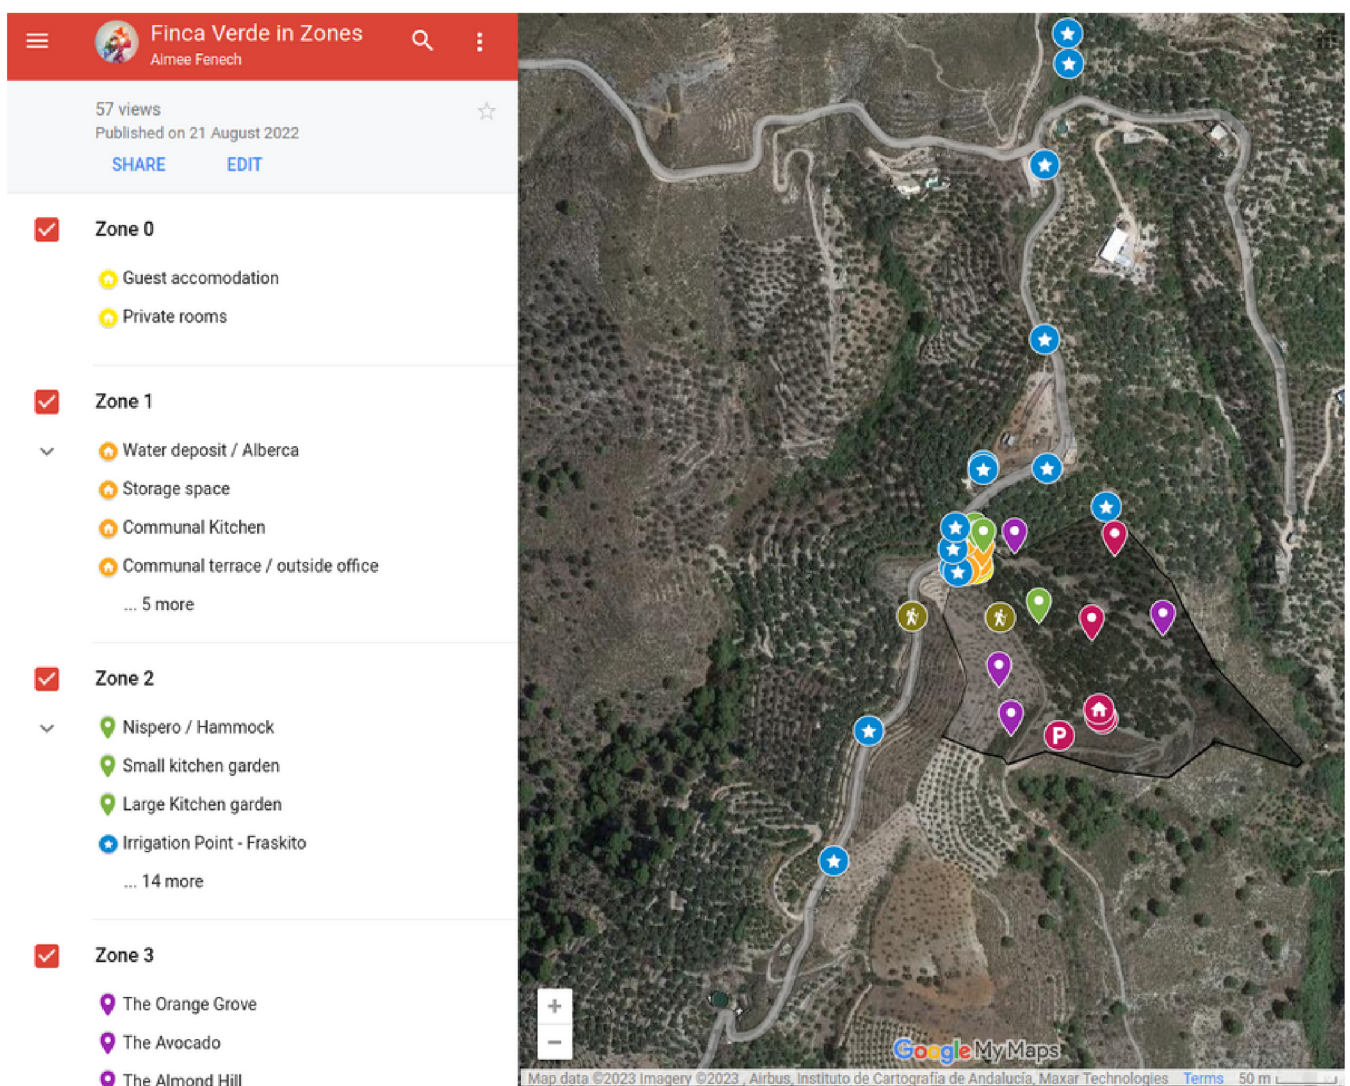 Finca Verde in Zones
Aimee Fenech
57 views
Published on 21 August 2022
SHARE EDIT
Zone 0
Guest accomodation
Private rooms
Zone 1
Water deposit / Alberca
Storage space
Communal Kitchen
Communal terrace / outside office
... 5 more
Zone 2
Nispero / Hammock
Small kitchen garden
Large Kitchen garden
Irrigation Point - Fraskito
... 14 more
Zone 3
The Orange Grove
The Avocado
The Almond Hill
P
Google My Maps
Map data ©2023 Imagery ©2023 , Airbus, Instituto de Cartografía de Andalucía, Maxar Technologies Terms 50 m